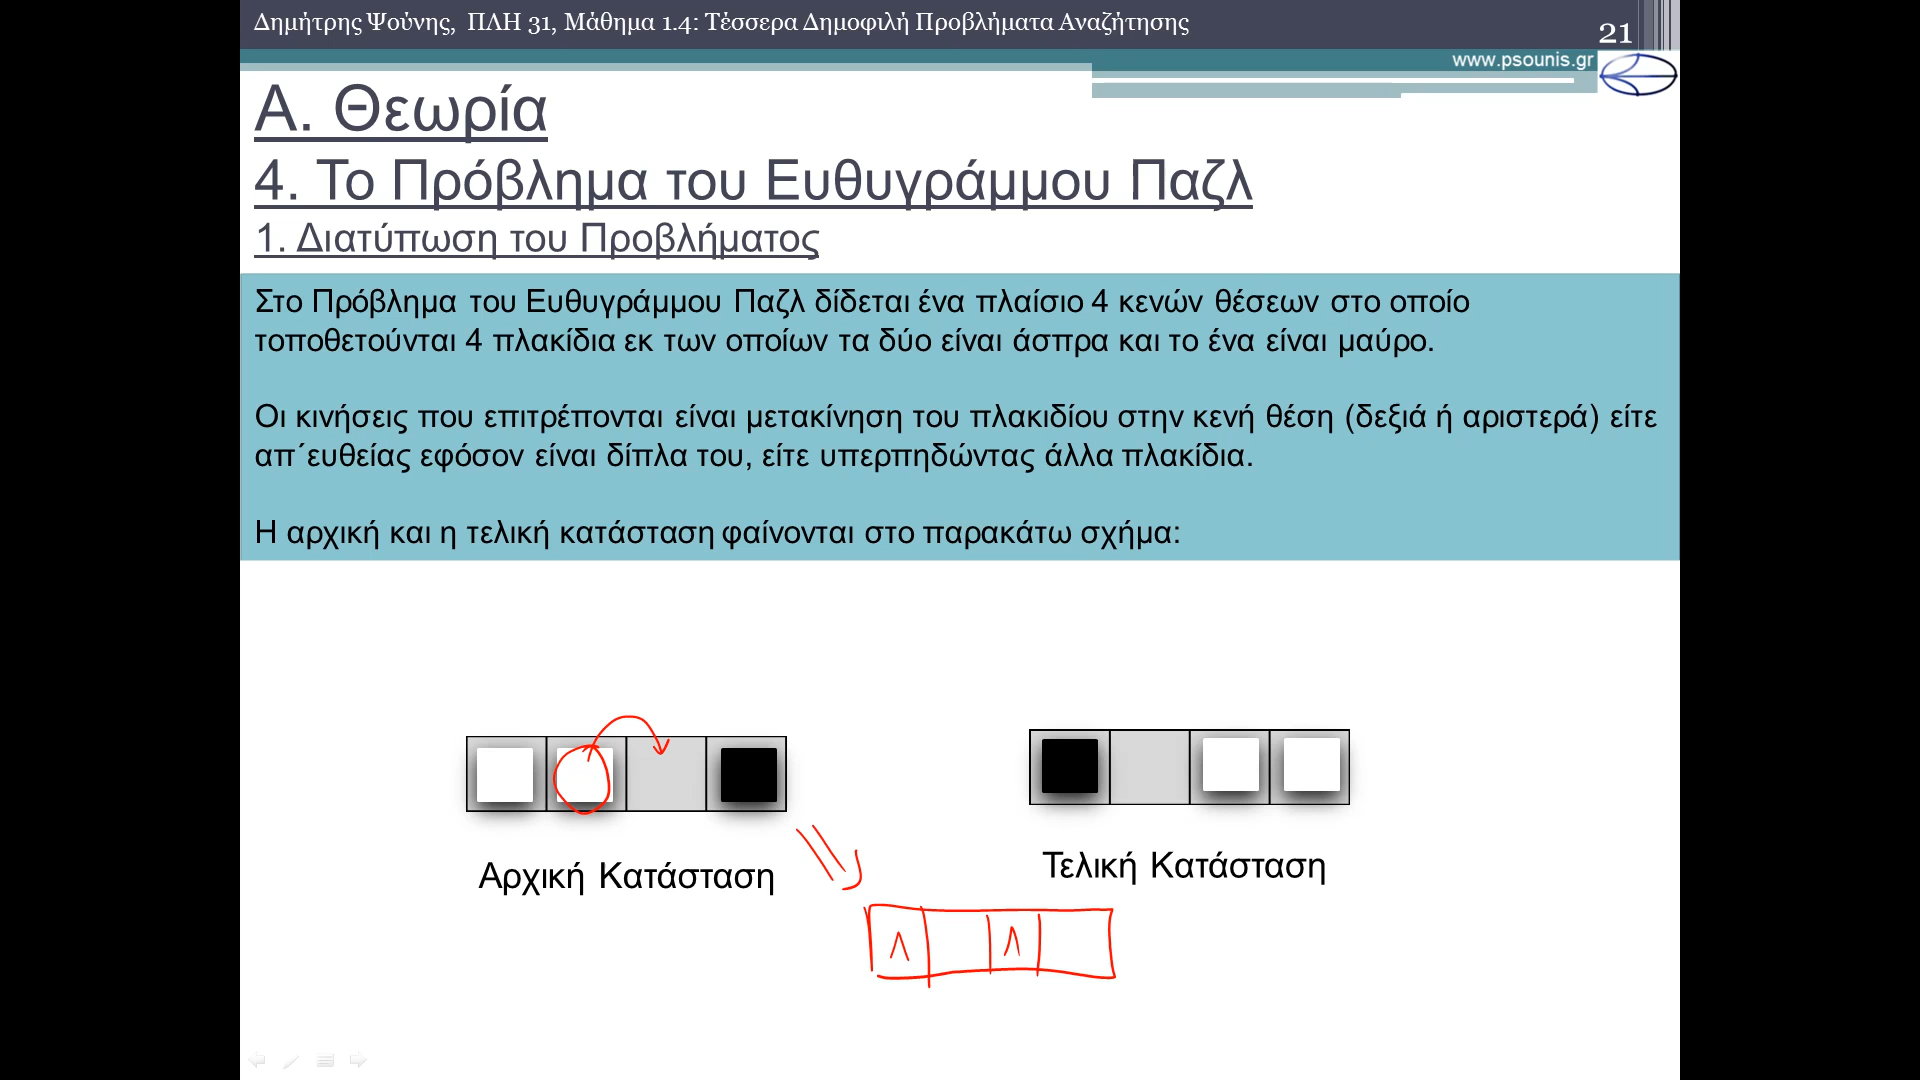 Δημήτρης Ψούνης, ΠΛΗ 31, Μάθημα 1.4: Τέσσερα Δημοφιλή Προβλήματα Αναζήτησης
21
www.psounis.gr
Α. Θεωρία
4. Το Πρόβλημα του Ευθυγράμμου Παζλ
1. Διατύπωση του Προβλήματος
Στο Πρόβλημα του Ευθυγράμμου Παζλ δίδεται ένα πλαίσιο 4 κενών θέσεων στο οποίο
τοποθετούνται 4 πλακίδια εκ των οποίων τα δύο είναι άσπρα και το ένα είναι μαύρο.
Οι κινήσεις που επιτρέπονται είναι μετακίνηση του πλακιδίου στην κενή θέση (δεξιά ή αριστερά) είτε
απ΄ευθείας εφόσον είναι δίπλα του, είτε υπερπηδώντας άλλα πλακίδια.
Η αρχική και η τελική κατάσταση φαίνονται στο παρακάτω σχήμα:
Αρχική Κατάσταση
Τελική Κατάσταση
Λ Λ